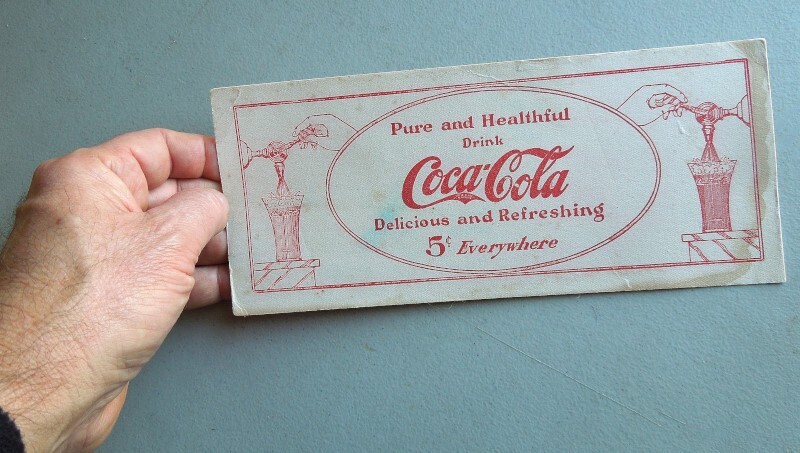 Pure and Healthful
Drink
Coca-Cola
Delicious and Refreshing
5¢ Everywhere